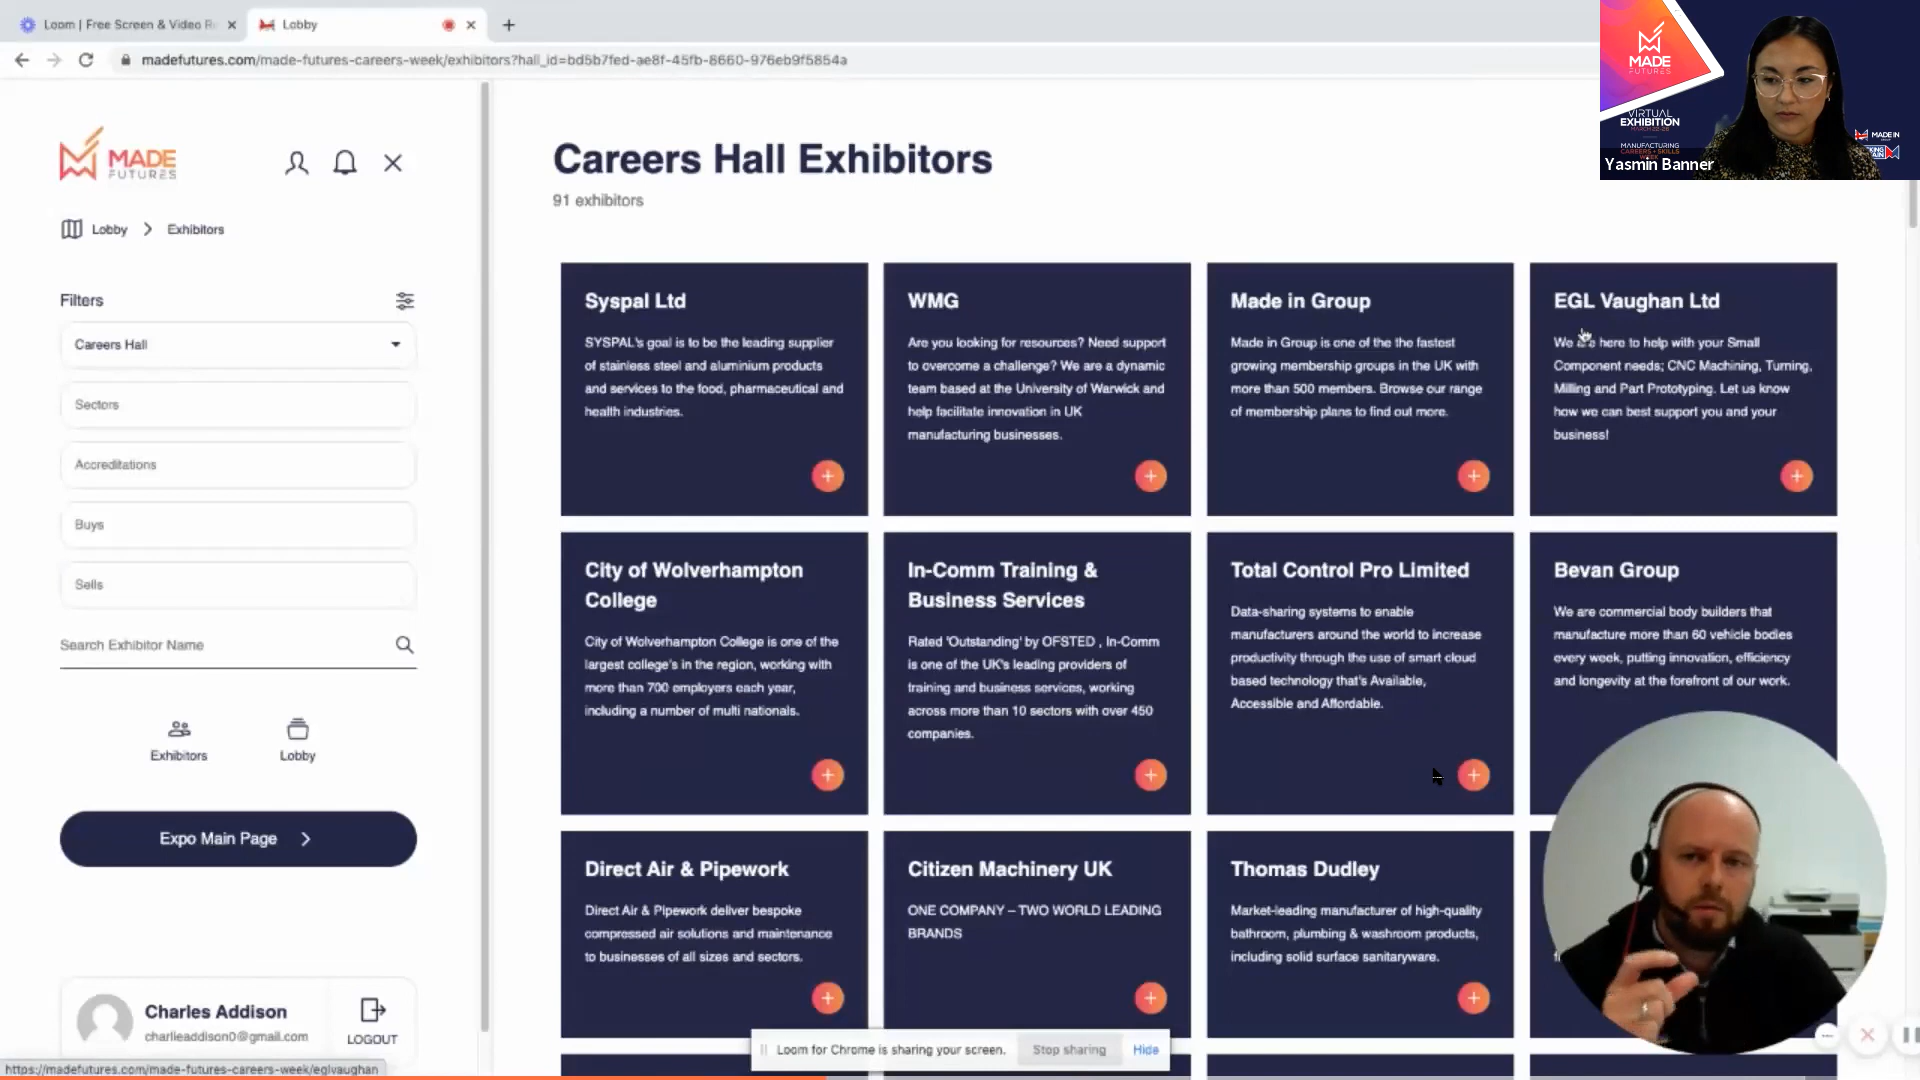 Loom | Free Screen & Video Re
Lobby
madefutures.com/made-futures-careers-week/exhibitors?hall_id=bd5b7fed-ae8f-45fb-8660-976eb9f5854a
MADE
FUTURES
VIRTUAL
EXHIBITION
MARCH 22-26
MANUFACTURING
CAREERS + SKILLS
WEEK
MADE IN
Yasmin Banner
MADE
FUTURES
Lobby
Exhibitors
Filters
Careers Hall
Sectors
Accreditations
Buys
Sells
Search Exhibitor Name
Exhibitors
Lobby
Expo Main Page
Charles Addison
charlieaddison0@gmail.com
LOGOUT
https://madefutures.com/made-futures-careers-week/eglvaughan
Careers Hall Exhibitors
91 exhibitors
Syspal Ltd
SYSPAL's goal is to be the leading supplier
of stainless steel and aluminium products
and services to the food, pharmaceutical and
health industries.
WMG
Are you looking for resources? Need support
to overcome a challenge? We are a dynamic
team based at the University of Warwick and
help facilitate innovation in UK
manufacturing businesses.
Made in Group
Made in Group is one of the the fastest
growing membership groups in the UK with
more than 500 members. Browse our range
of membership plans to find out more.
EGL Vaughan Ltd
We are here to help with your Small
Component needs; CNC Machining, Turning,
Milling and Part Prototyping. Let us know
how we can best support you and your
business!
City of Wolverhampton
College
City of Wolverhampton College is one of the
largest college's in the region, working with
more than 700 employers each year,
including a number of multi nationals.
In-Comm Training &
Business Services
Rated 'Outstanding' by OFSTED , In-Comm
is one of the UK's leading providers of
training and business services, working
across more than 10 sectors with over 450
companies.
Total Control Pro Limited
Data-sharing systems to enable
manufacturers around the world to increase
productivity through the use of smart cloud
based technology that's Available,
Accessible and Affordable.
Bevan Group
We are commercial body builders that
manufacture more than 60 vehicle bodies
every week, putting innovation, efficiency
and longevity at the forefront of our work.
Direct Air & Pipework
Direct Air & Pipework deliver bespoke
compressed air solutions and maintenance
to businesses of all sizes and sectors.
Citizen Machinery UK
ONE COMPANY – TWO WORLD LEADING
BRANDS
Thomas Dudley
Market-leading manufacturer of high-quality
bathroom, plumbing & washroom products,
including solid surface sanitaryware.
Loom for Chrome is sharing your screen.
Stop sharing
Hide